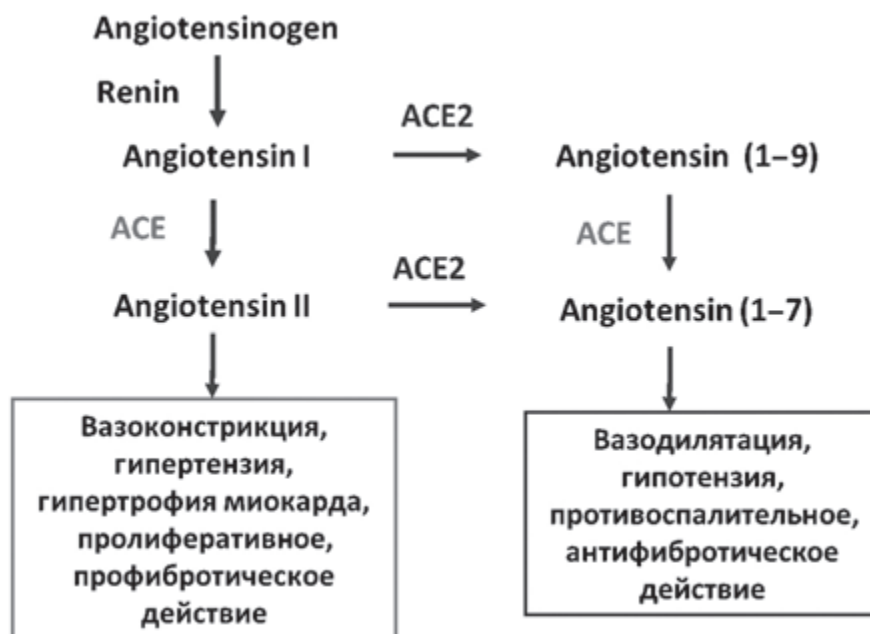 Angiotensinogen
Renin
ACE2
Angiotensin I
Angiotensin (1–9)
ACE
ACE
ACE2
Angiotensin II
Angiotensin (1–7)
Вазоконстрикция,
гипертензия,
гипертрофия миокарда,
пролиферативное,
профибротическое
действие
Вазодилятация,
гипотензия,
противоспалительное,
антифибротическое
действие